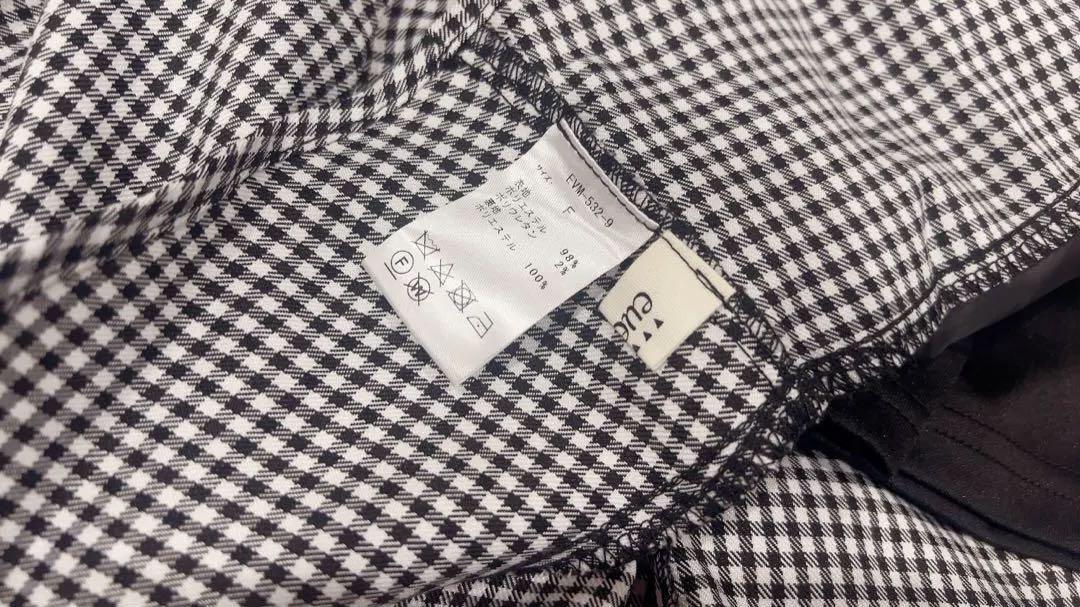 EVW-532-9
サイズ F
表地
ポリエステル 98%
ポリウレタン 2%
裏地
ポリエステル 100%
F
W